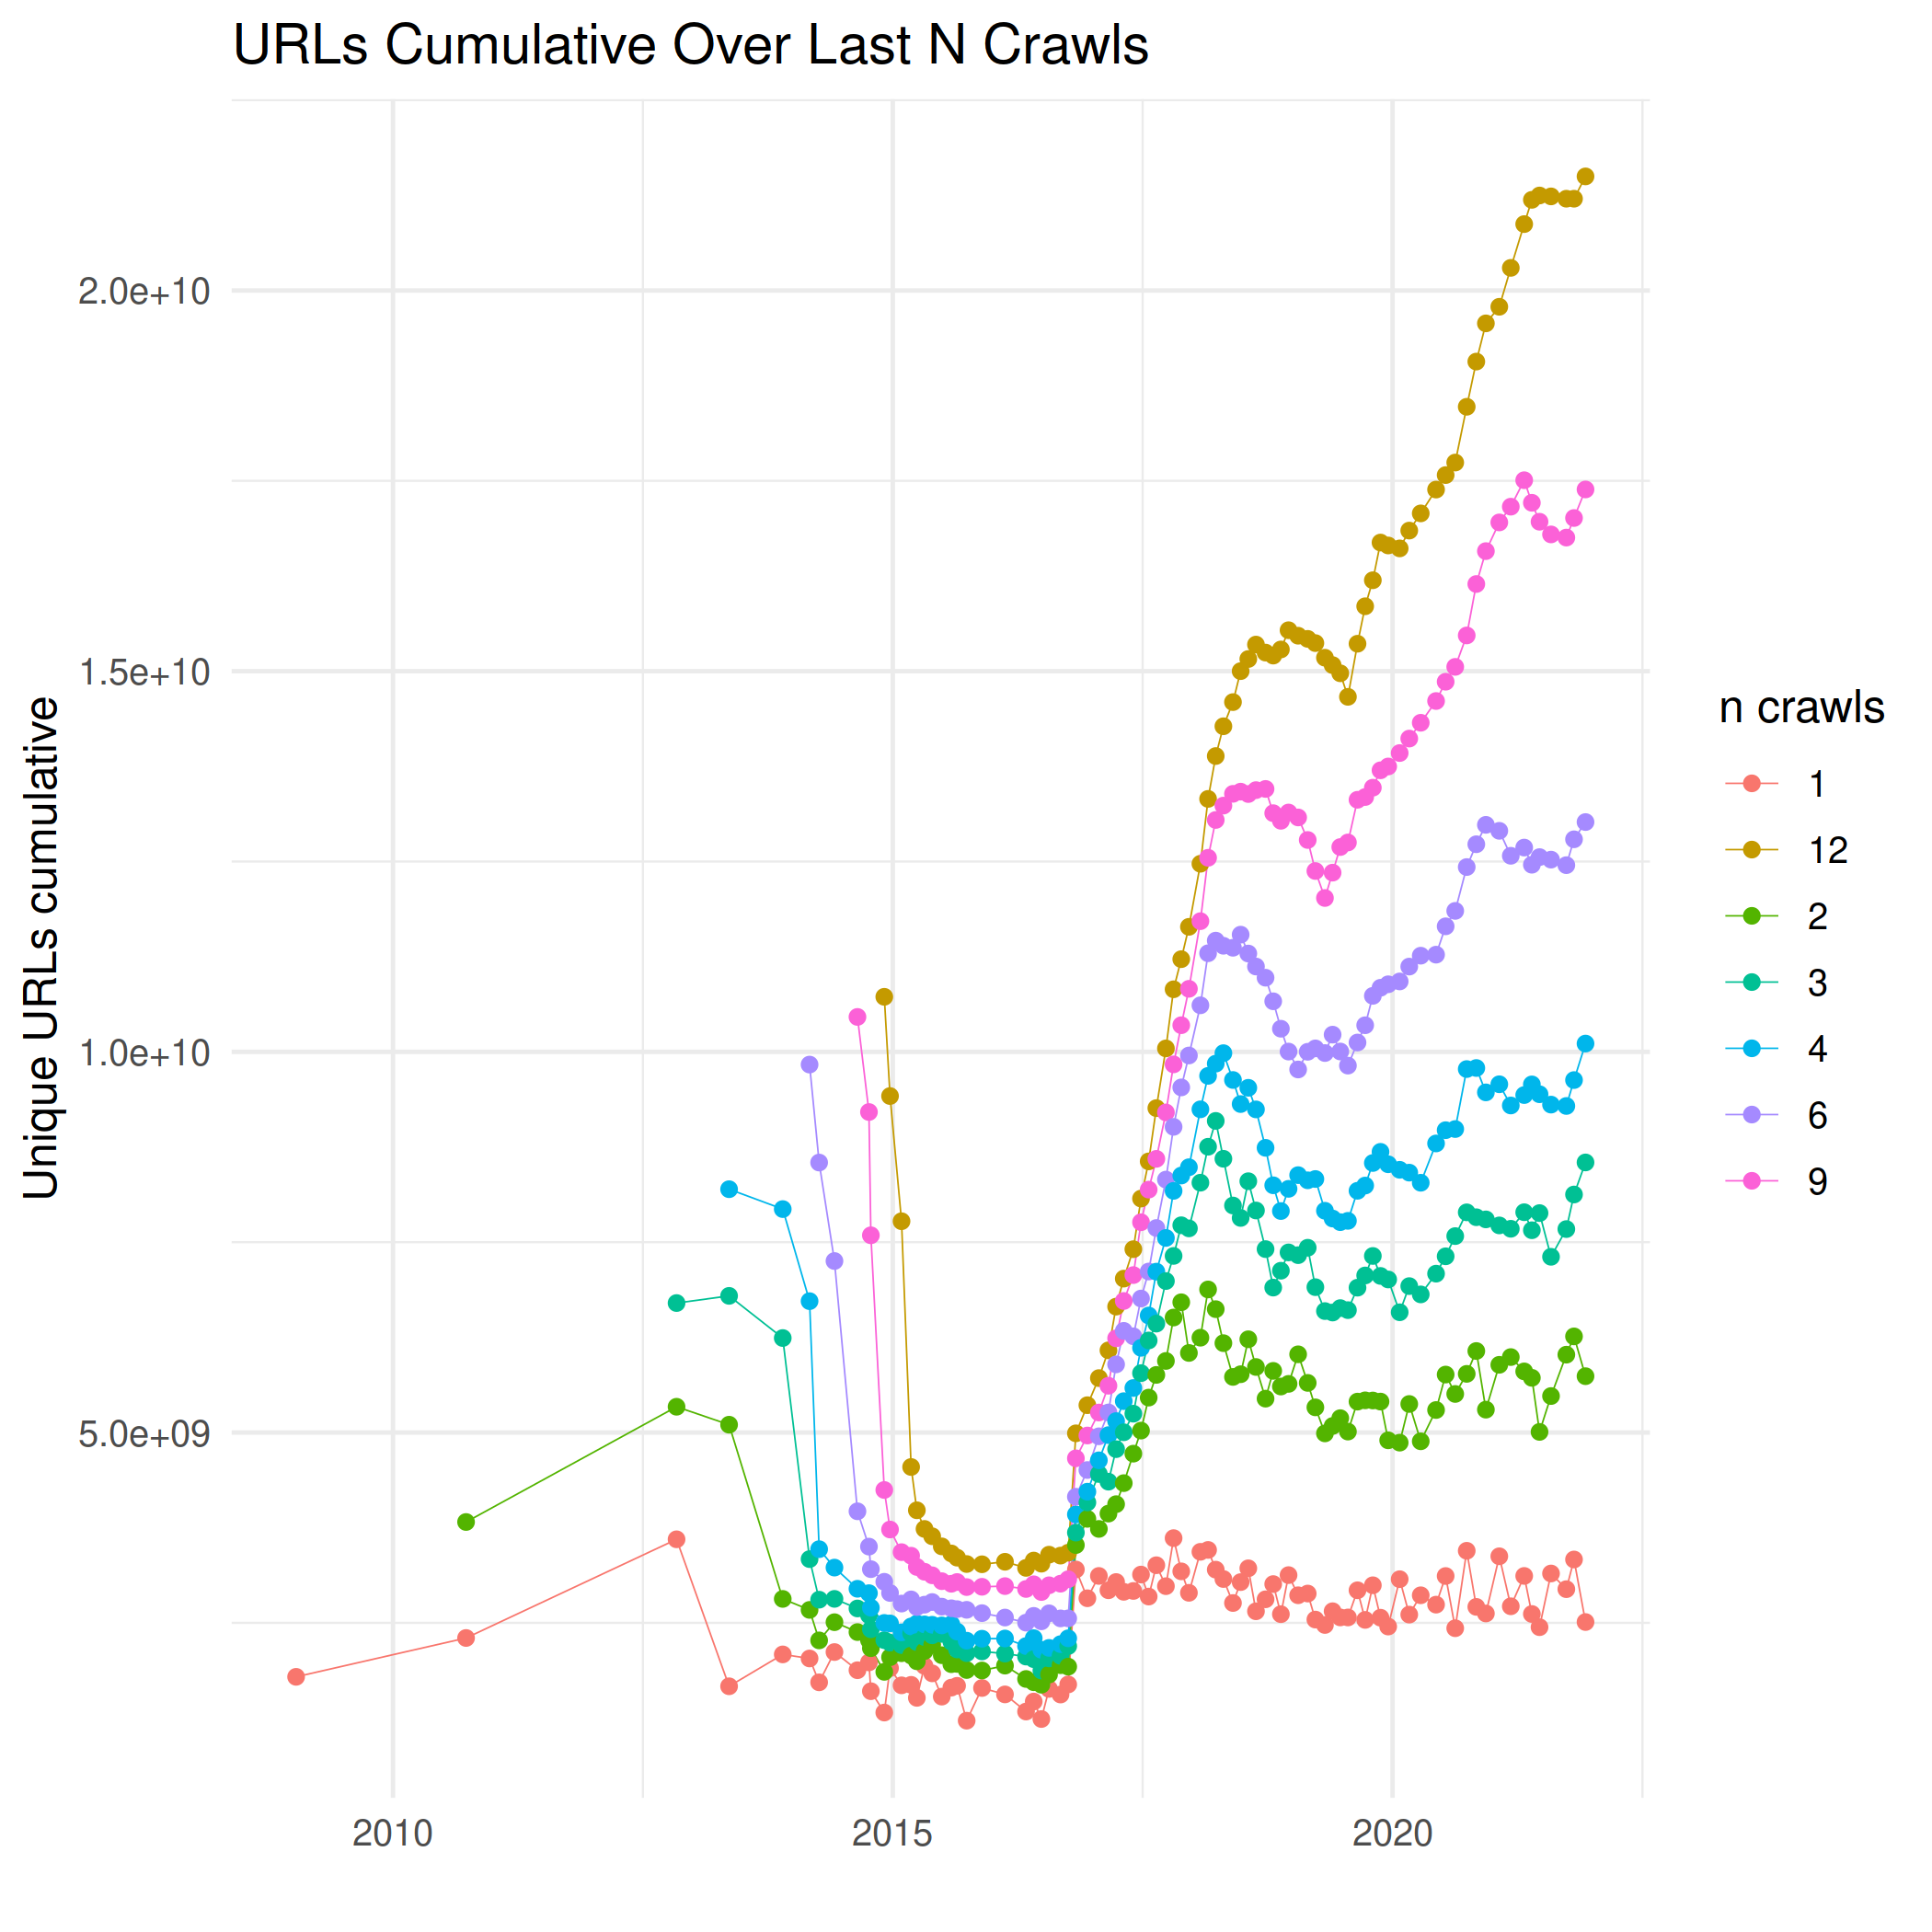 URLs Cumulative Over Last N Crawls
Unique URLs cumulative
2.0e+10
1.5e+10
1.0e+10
5.0e+09
2010
2015
2020
n crawls
1
12
2
3
4
6
9